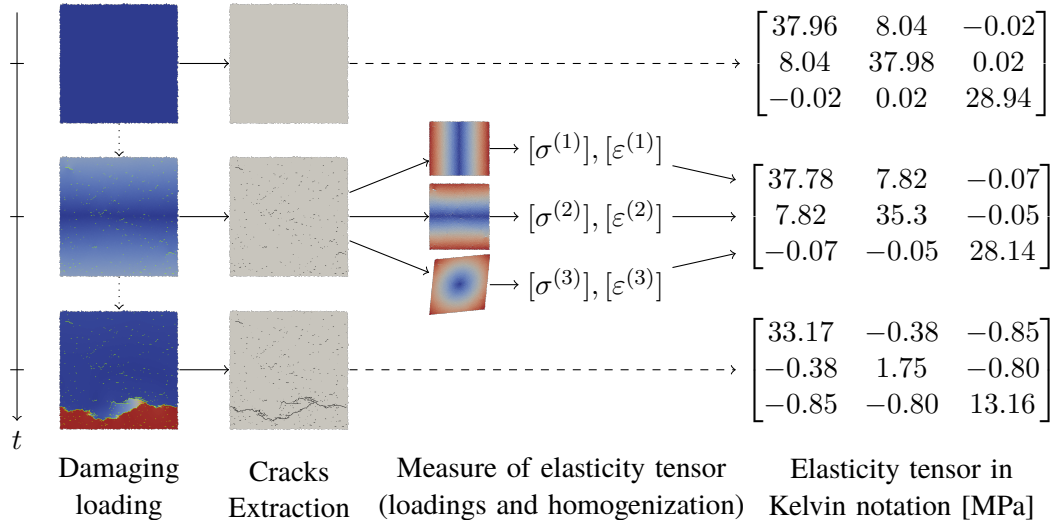 37.96 8.04 −0.02
8.04 37.98 0.02
−0.02 0.02 28.94
[σ(1)], [ε(1)]
[σ(2)], [ε(2)]
[σ(3)], [ε(3)]
37.78 7.82 −0.07
7.82 35.3 −0.05
−0.07 −0.05 28.14
33.17 −0.38 −0.85
−0.38 1.75 −0.80
−0.85 −0.80 13.16
t
Damaging
loading
Cracks
Extraction
Measure of elasticity tensor
(loadings and homogenization)
Elasticity tensor in
Kelvin notation [MPa]